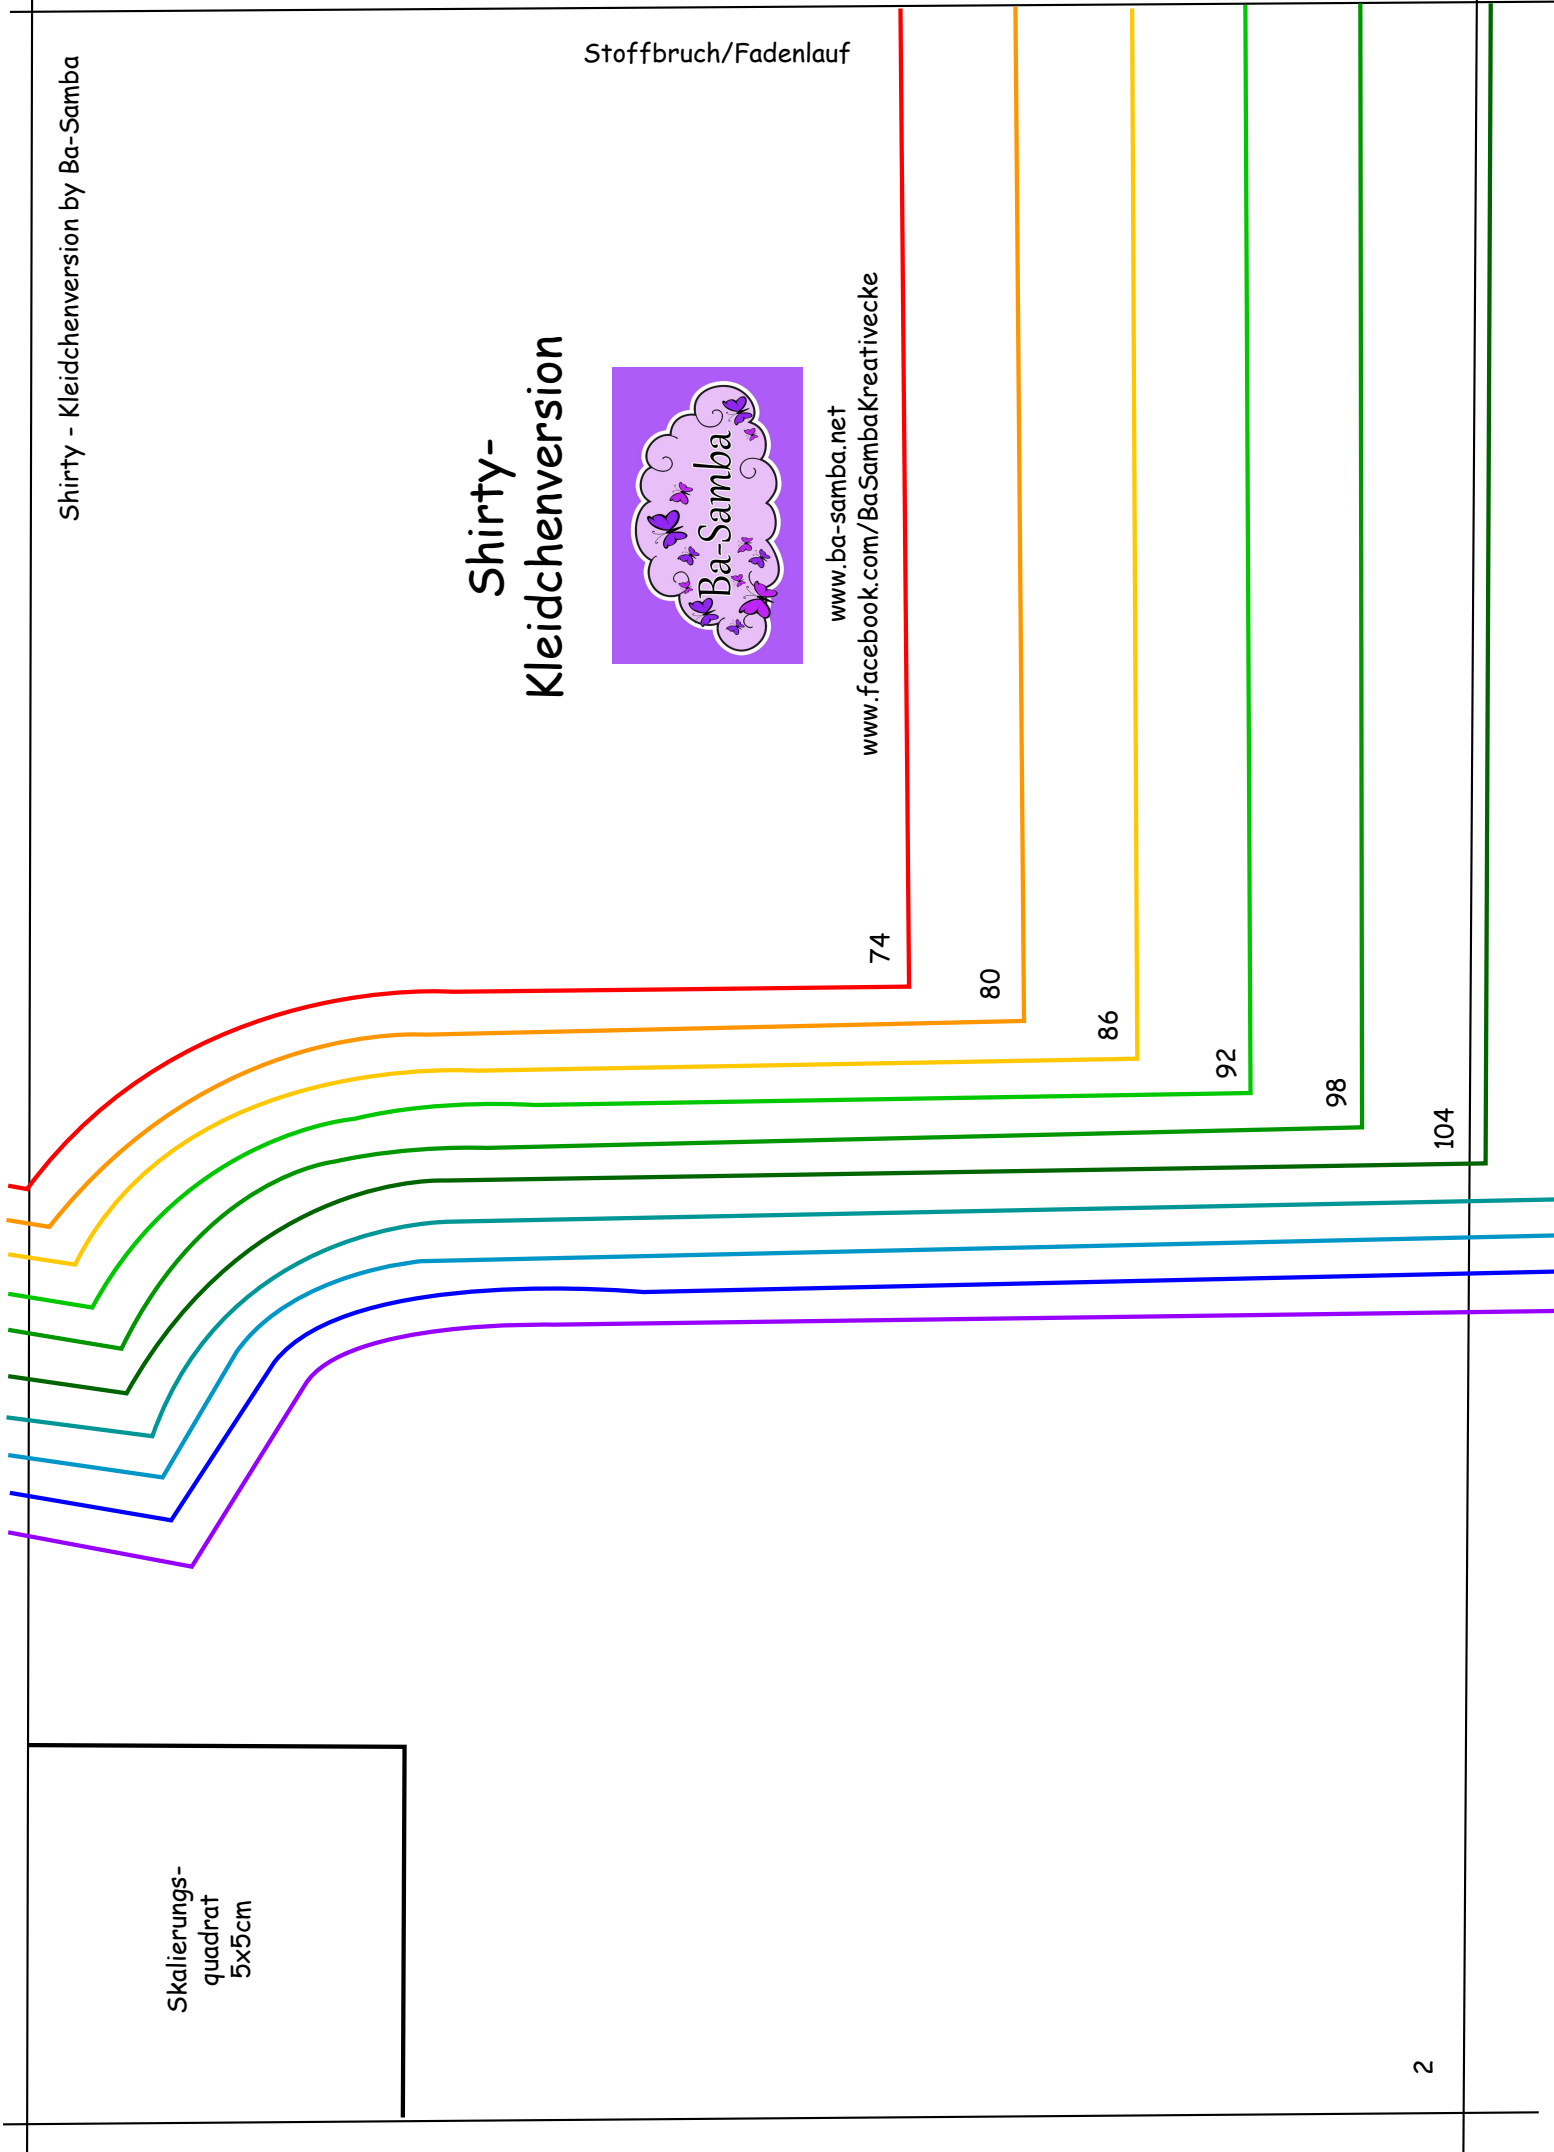 Stoffbruch/Fadenlauf
Shirty - Kleidchenversion by Ba-Samba
Shirty-
Kleidchenversion
Ba-Samba
www.ba-samba.net
www.facebook.com/BaSambaKreativecke
74
80
86
92
98
104
Skalierungs-
quadrat
5x5cm
2